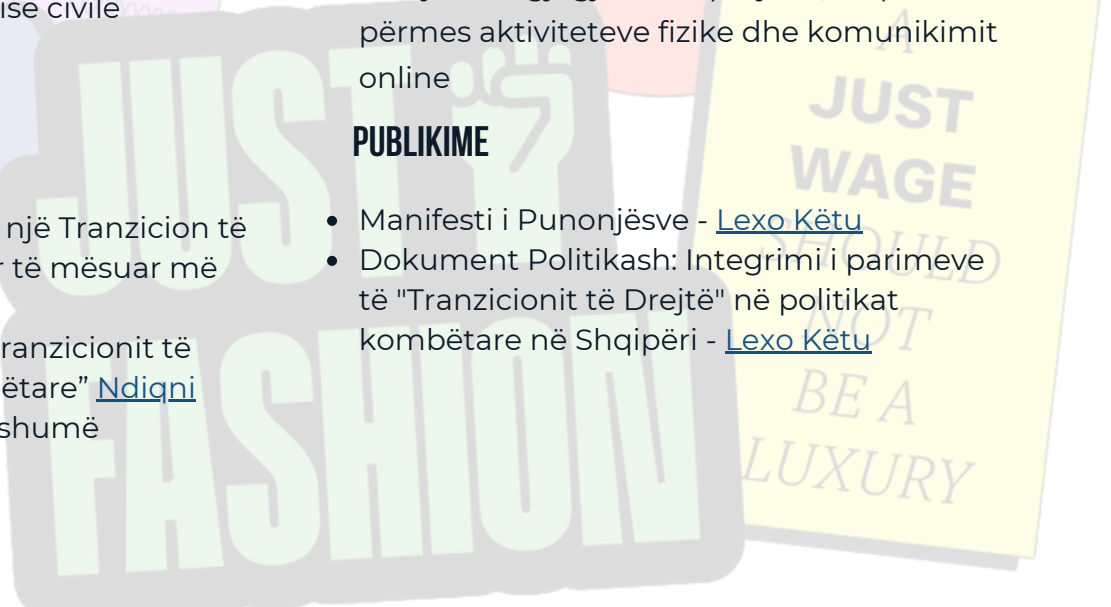 ise civile
një Tranzicion të
r të mësuar më
ranzicionit të
ëtare” Ndiqni
shumë
përmes aktiviteteve fizike dhe komunikimit
online
PUBLIKIME
• Manifesti i Punonjësve - Lexo Këtu
• Dokument Politikash: Integrimi i parimeve
të "Tranzicionit të Drejtë" në politikat
kombëtare në Shqipëri - Lexo Këtu
JUST
FASHION
A
JUST
WAGE
SHOULD
NOT
BE A
LUXURY